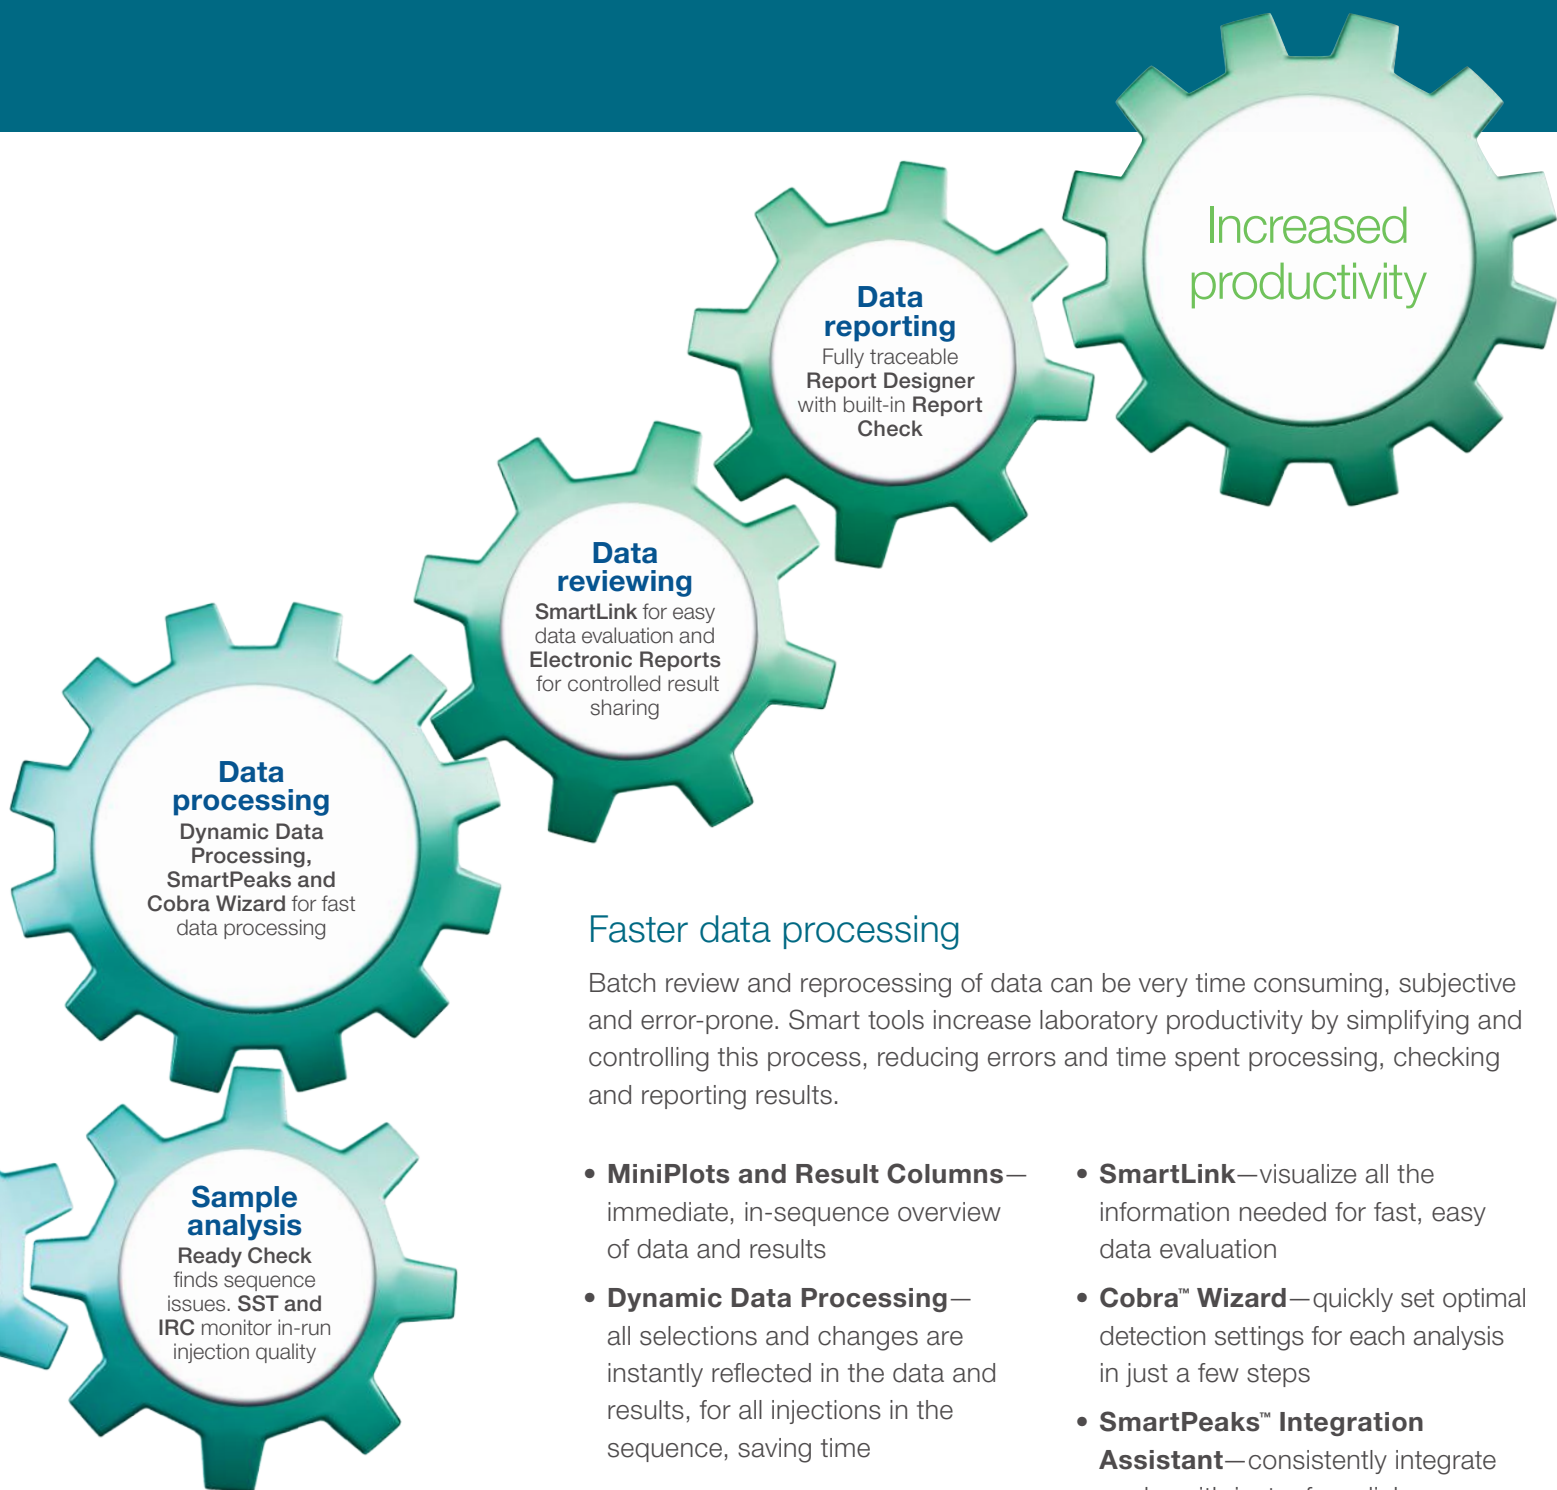 Increased
productivity
Data
reporting
Fully traceable
Report Designer
with built-in Report
Check
Data
reviewing
SmartLink for easy
data evaluation and
Electronic Reports
for controlled result
sharing
Data
processing
Dynamic Data
Processing,
SmartPeaks and
Cobra Wizard for fast
data processing
Sample
analysis
Ready Check
finds sequence
issues. SST and
IRC monitor in-run
injection quality
Faster data processing
Batch review and reprocessing of data can be very time consuming, subjective
and error-prone. Smart tools increase laboratory productivity by simplifying and
controlling this process, reducing errors and time spent processing, checking
and reporting results.
• MiniPlots and Result Columns—
immediate, in-sequence overview
of data and results
• Dynamic Data Processing—
all selections and changes are
instantly reflected in the data and
results, for all injections in the
sequence, saving time
• SmartLink—visualize all the
information needed for fast, easy
data evaluation
• Cobra™ Wizard—quickly set optimal
detection settings for each analysis
in just a few steps
• SmartPeaks™ Integration
Assistant—consistently integrate